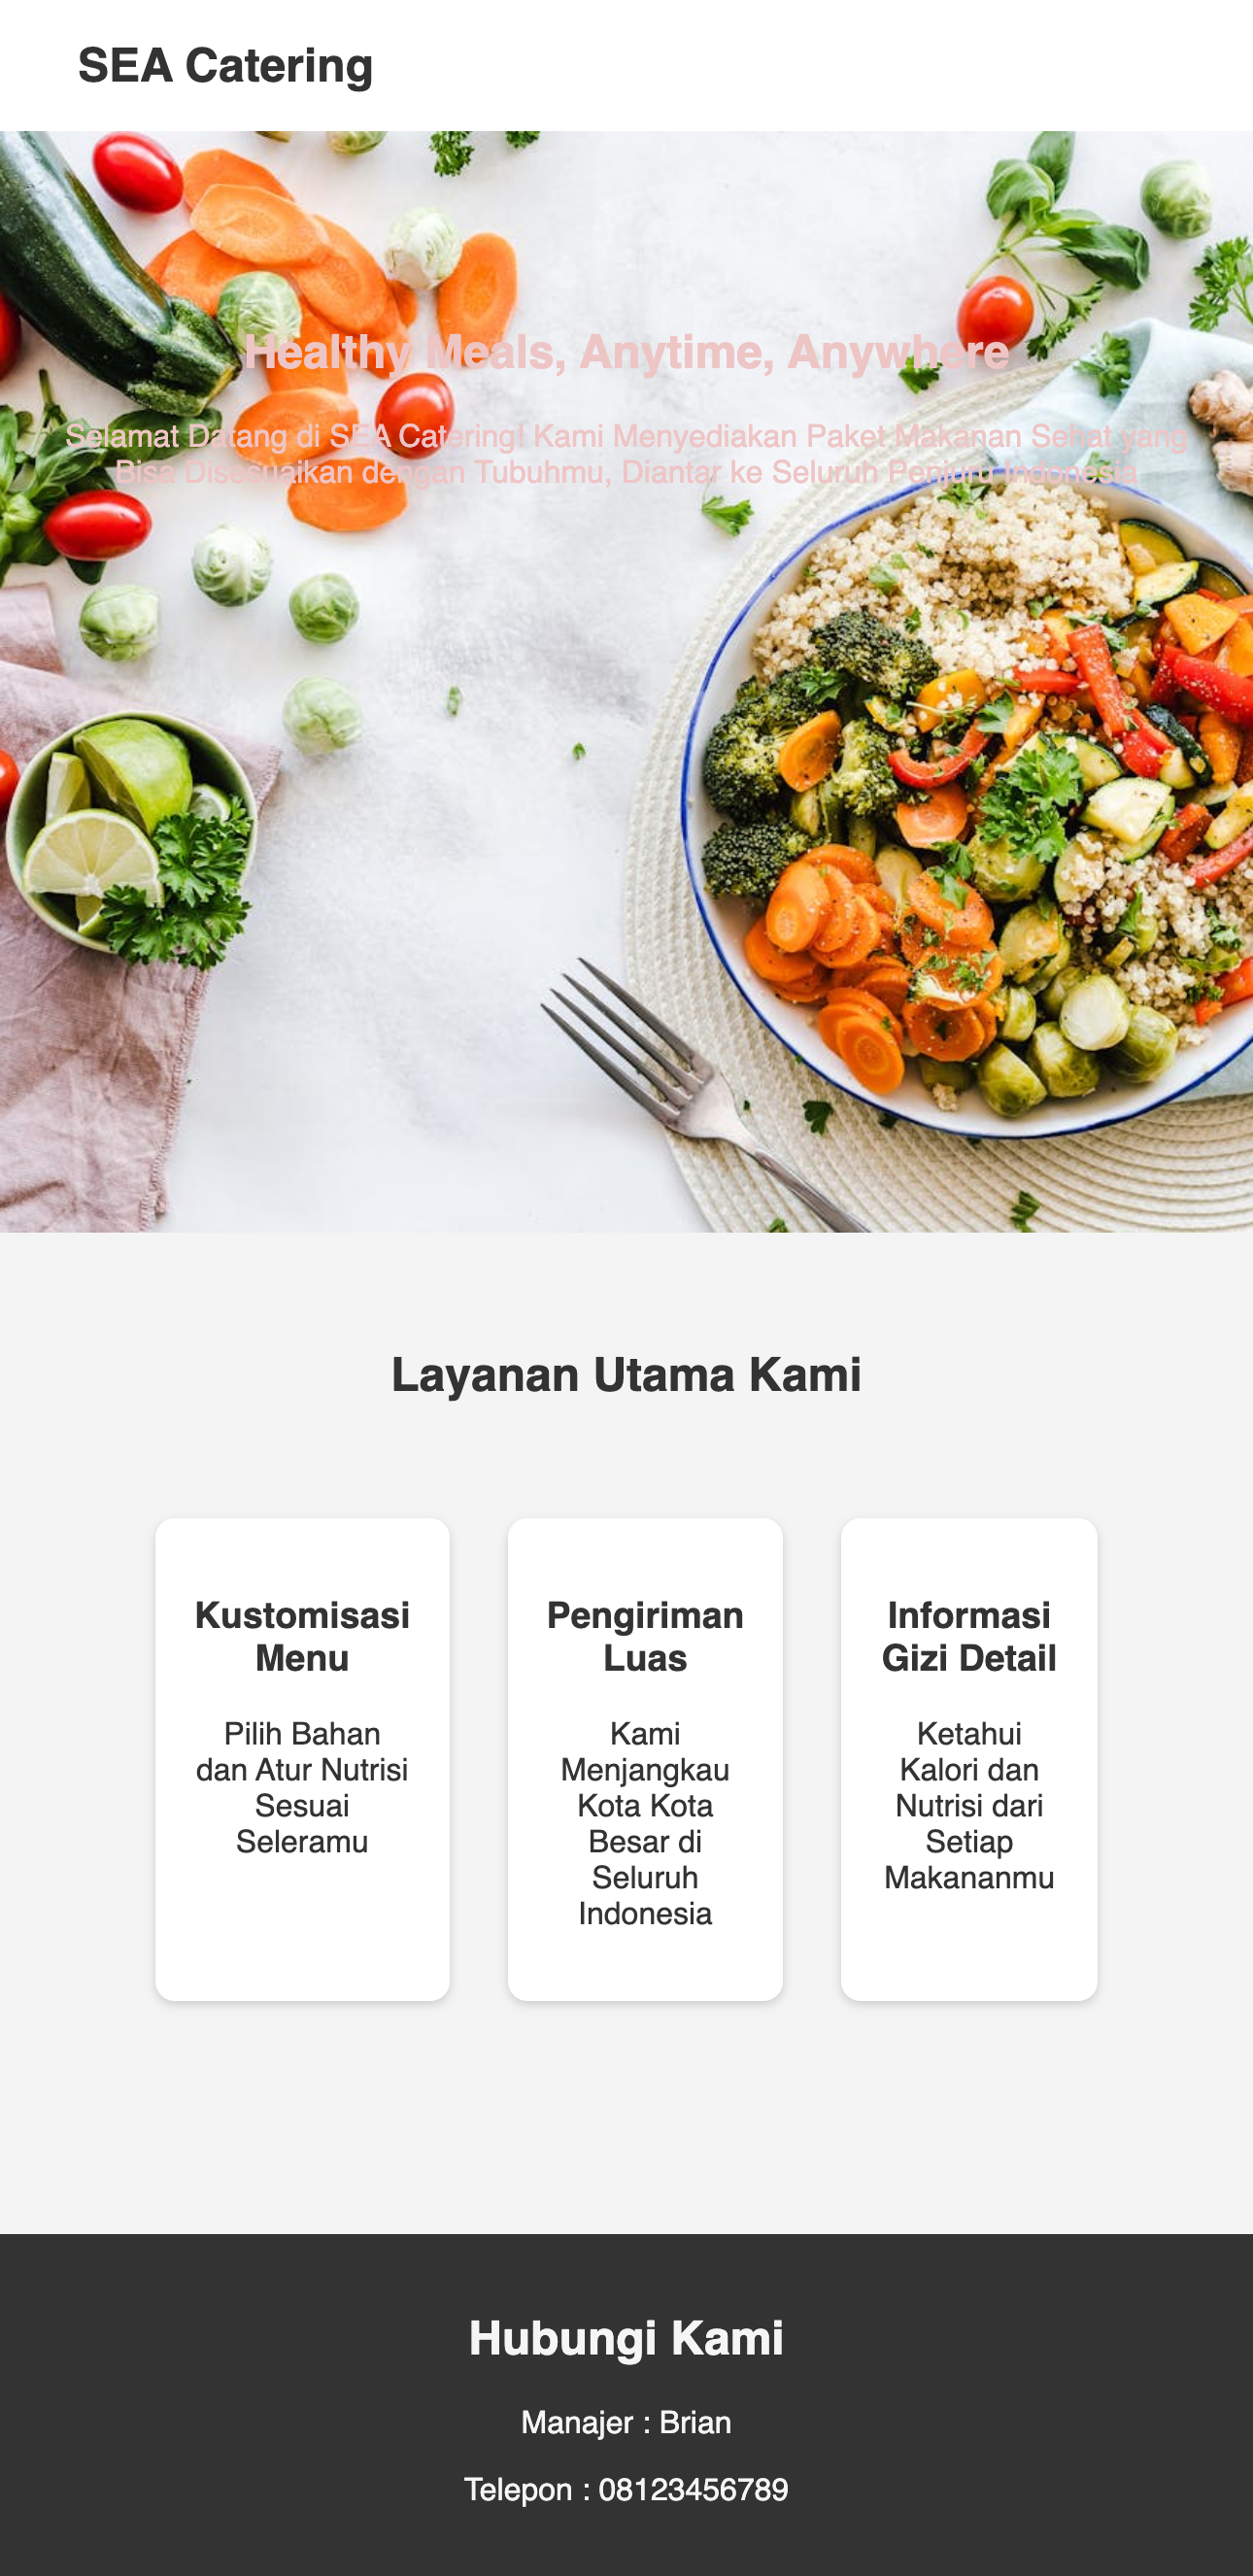 SEA Catering
Healthy Meals, Anytime, Anywhere
Selamat Datang di SEA Catering! Kami Menyediakan Paket Makanan Sehat yang
Bisa Disesuaikan dengan Tubuhmu, Diantar ke Seluruh Penjuru Indonesia
Layanan Utama Kami
Kustomisasi
Menu
Pilih Bahan
dan Atur Nutrisi
Sesuai
Seleramu
Pengiriman
Luas
Kami
Menjangkau
Kota Kota
Besar di
Seluruh
Indonesia
Informasi
Gizi Detail
Ketahui
Kalori dan
Nutrisi dari
Setiap
Makananmu
Hubungi Kami
Manajer : Brian
Telepon : 08123456789